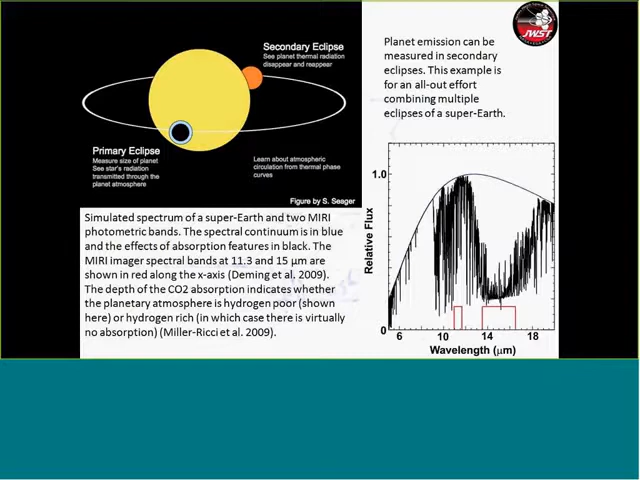 Secondary Eclipse
See planet thermal radiation
disappear and reappear
Primary Eclipse
Measure size of planet
See star's radiation
transmitted through the
planet atmosphere
Learn about atmospheric
circulation from thermal phase
curves
Figure by S. Seager
JWST
Planet emission can be
measured in secondary
eclipses. This example is
for an all-out effort
combining multiple
eclipses of a super-Earth.
Simulated spectrum of a super-Earth and two MIRI
photometric bands. The spectral continuum is in blue
and the effects of absorption features in black. The
MIRI imager spectral bands at 11.3 and 15 μm are
shown in red along the x-axis (Deming et al. 2009).
The depth of the CO2 absorption indicates whether
the planetary atmosphere is hydrogen poor (shown
here) or hydrogen rich (in which case there is virtually
no absorption) (Miller-Ricci et al. 2009).
1.0
Relative Flux
0
6 10 14 18
Wavelength (μm)